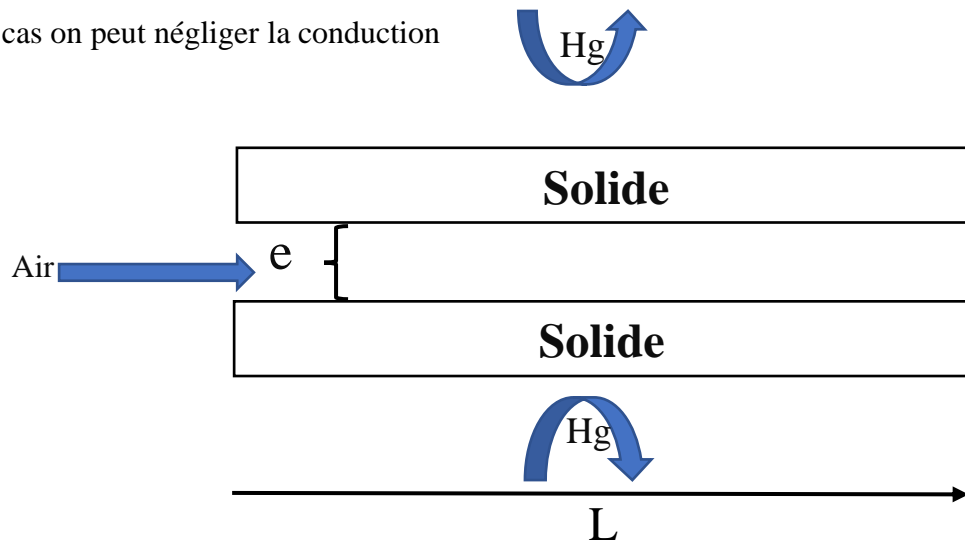 cas on peut négliger la conduction
Hg
Solide
Air
e
Solide
Hg
L